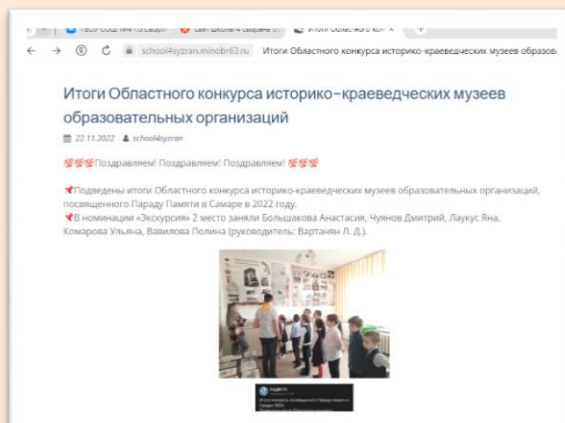 school4syzran.minobr63.ru Итоги Областного конкурса историко-краеведческих музеев образова
Итоги Областного конкурса историко-краеведческих музеев
образовательных организаций
22.11.2022 school4syzran
💯💯💯Поздравляем! Поздравляем! Поздравляем! 💯💯💯
📌Подведены итоги Областного конкурса историко-краеведческих музеев образовательных организаций,
посвященного Параду Памяти в Самаре в 2022 году.
📌В номинации «Экскурсия» 2 место заняли Большакова Анастасия, Чуянов Дмитрий, Лаукус Яна,
Комарова Ульяна, Вавилова Полина (руководитель: Вартанян Л. Д.).